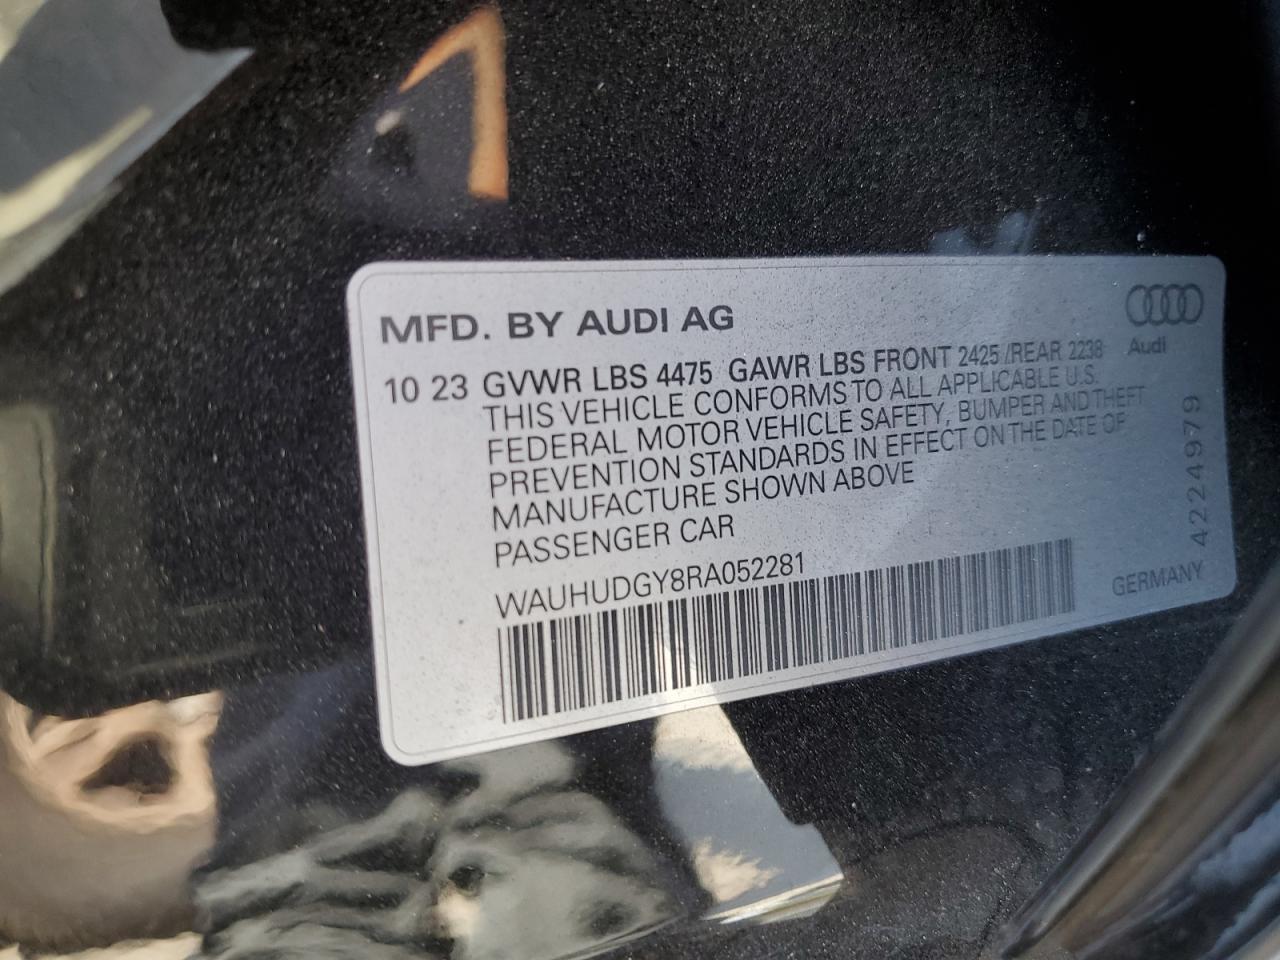 MFD. BY AUDI AG
Audi
10 23 GVWR LBS 4475 GAWR LBS FRONT 2425 /REAR 2238
THIS VEHICLE CONFORMS TO ALL APPLICABLE U.S.
FEDERAL MOTOR VEHICLE SAFETY, BUMPER AND THEFT
PREVENTION STANDARDS IN EFFECT ON THE DATE OF
MANUFACTURE SHOWN ABOVE
PASSENGER CAR
WAUHUDGY8RA052281
GERMANY
4224979